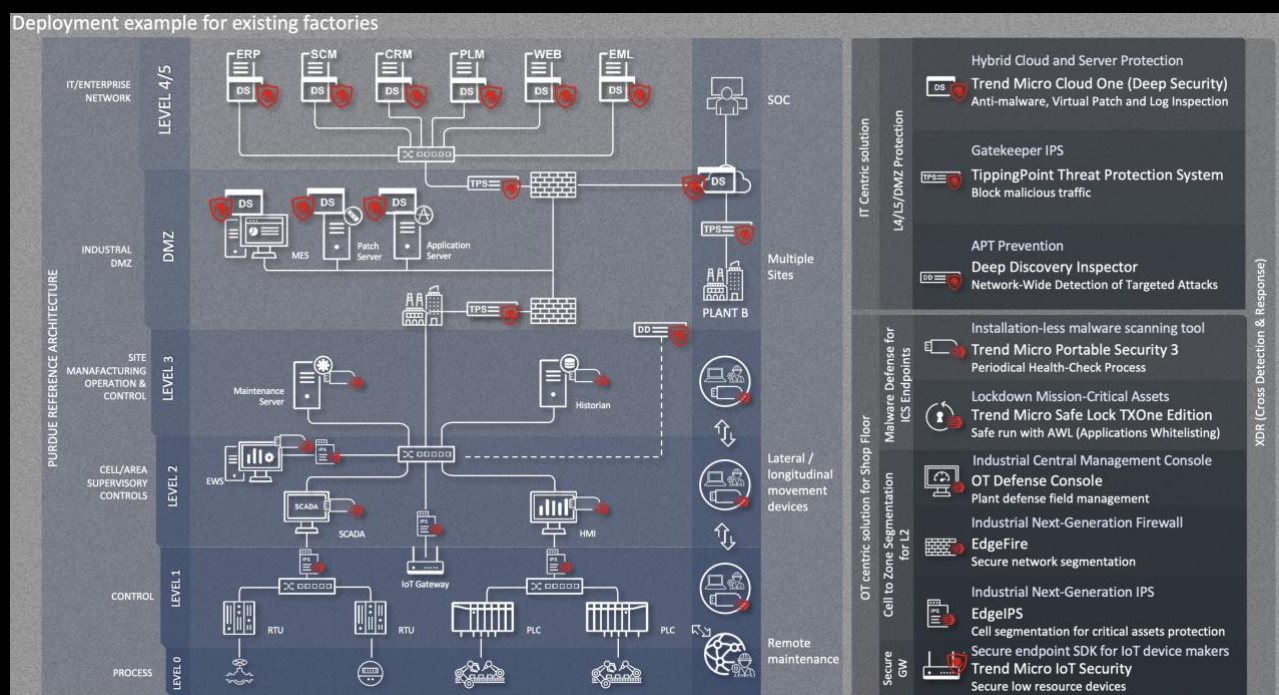 Deployment example for existing factories
PURDUE REFERENCE ARCHITECTURE
IT/ENTERPRISE
NETWORK
LEVEL 4/5
ERP
SCM
CRM
PLM
WEB
EML
DS
DS
DS
DS
DS
DS
SOC
TPS
DS
INDUSTRAL
DMZ
DMZ
DS
DS
DS
MES
Patch
Server
Application
Server
TPS
TPS
PLANT B
Multiple
Sites
DD
SITE
MANAFACTURING
OPERATION &
CONTROL
LEVEL 3
Maintenance
Server
Historian
CELL/AREA
SUPERVISORY
CONTROLS
LEVEL 2
EWS
IPS
SCADA
SCADA
IPS
HMI
Lateral /
longitudinal
movement
devices
CONTROL
LEVEL 1
IPS
IoT Gateway
IPS
RTU
RTU
PLC
PLC
PROCESS
LEVEL 0
Remote
maintenance
IT Centric solution
L4/L5/DMZ Protection
Hybrid Cloud and Server Protection
DS
Trend Micro Cloud One (Deep Security)
Anti-malware, Virtual Patch and Log Inspection
Gatekeeper IPS
TPS
TippingPoint Threat Protection System
Block malicious traffic
APT Prevention
DD
Deep Discovery Inspector
Network-Wide Detection of Targeted Attacks
OT centric solution for Shop Floor
Malware Defense for
ICS Endpoints
Installation-less malware scanning tool
Trend Micro Portable Security 3
Periodical Health-Check Process
Lockdown Mission-Critical Assets
Trend Micro Safe Lock TXOne Edition
Safe run with AWL (Applications Whitelisting)
Cell to Zone Segmentation
for L2
Industrial Central Management Console
OT Defense Console
Plant defense field management
Industrial Next-Generation Firewall
EdgeFire
Secure network segmentation
Industrial Next-Generation IPS
IPS
EdgeIPS
Cell segmentation for critical assets protection
Secure
GW
Secure endpoint SDK for IoT device makers
Trend Micro IoT Security
Secure low resource devices
XDR (Cross Detection & Response)